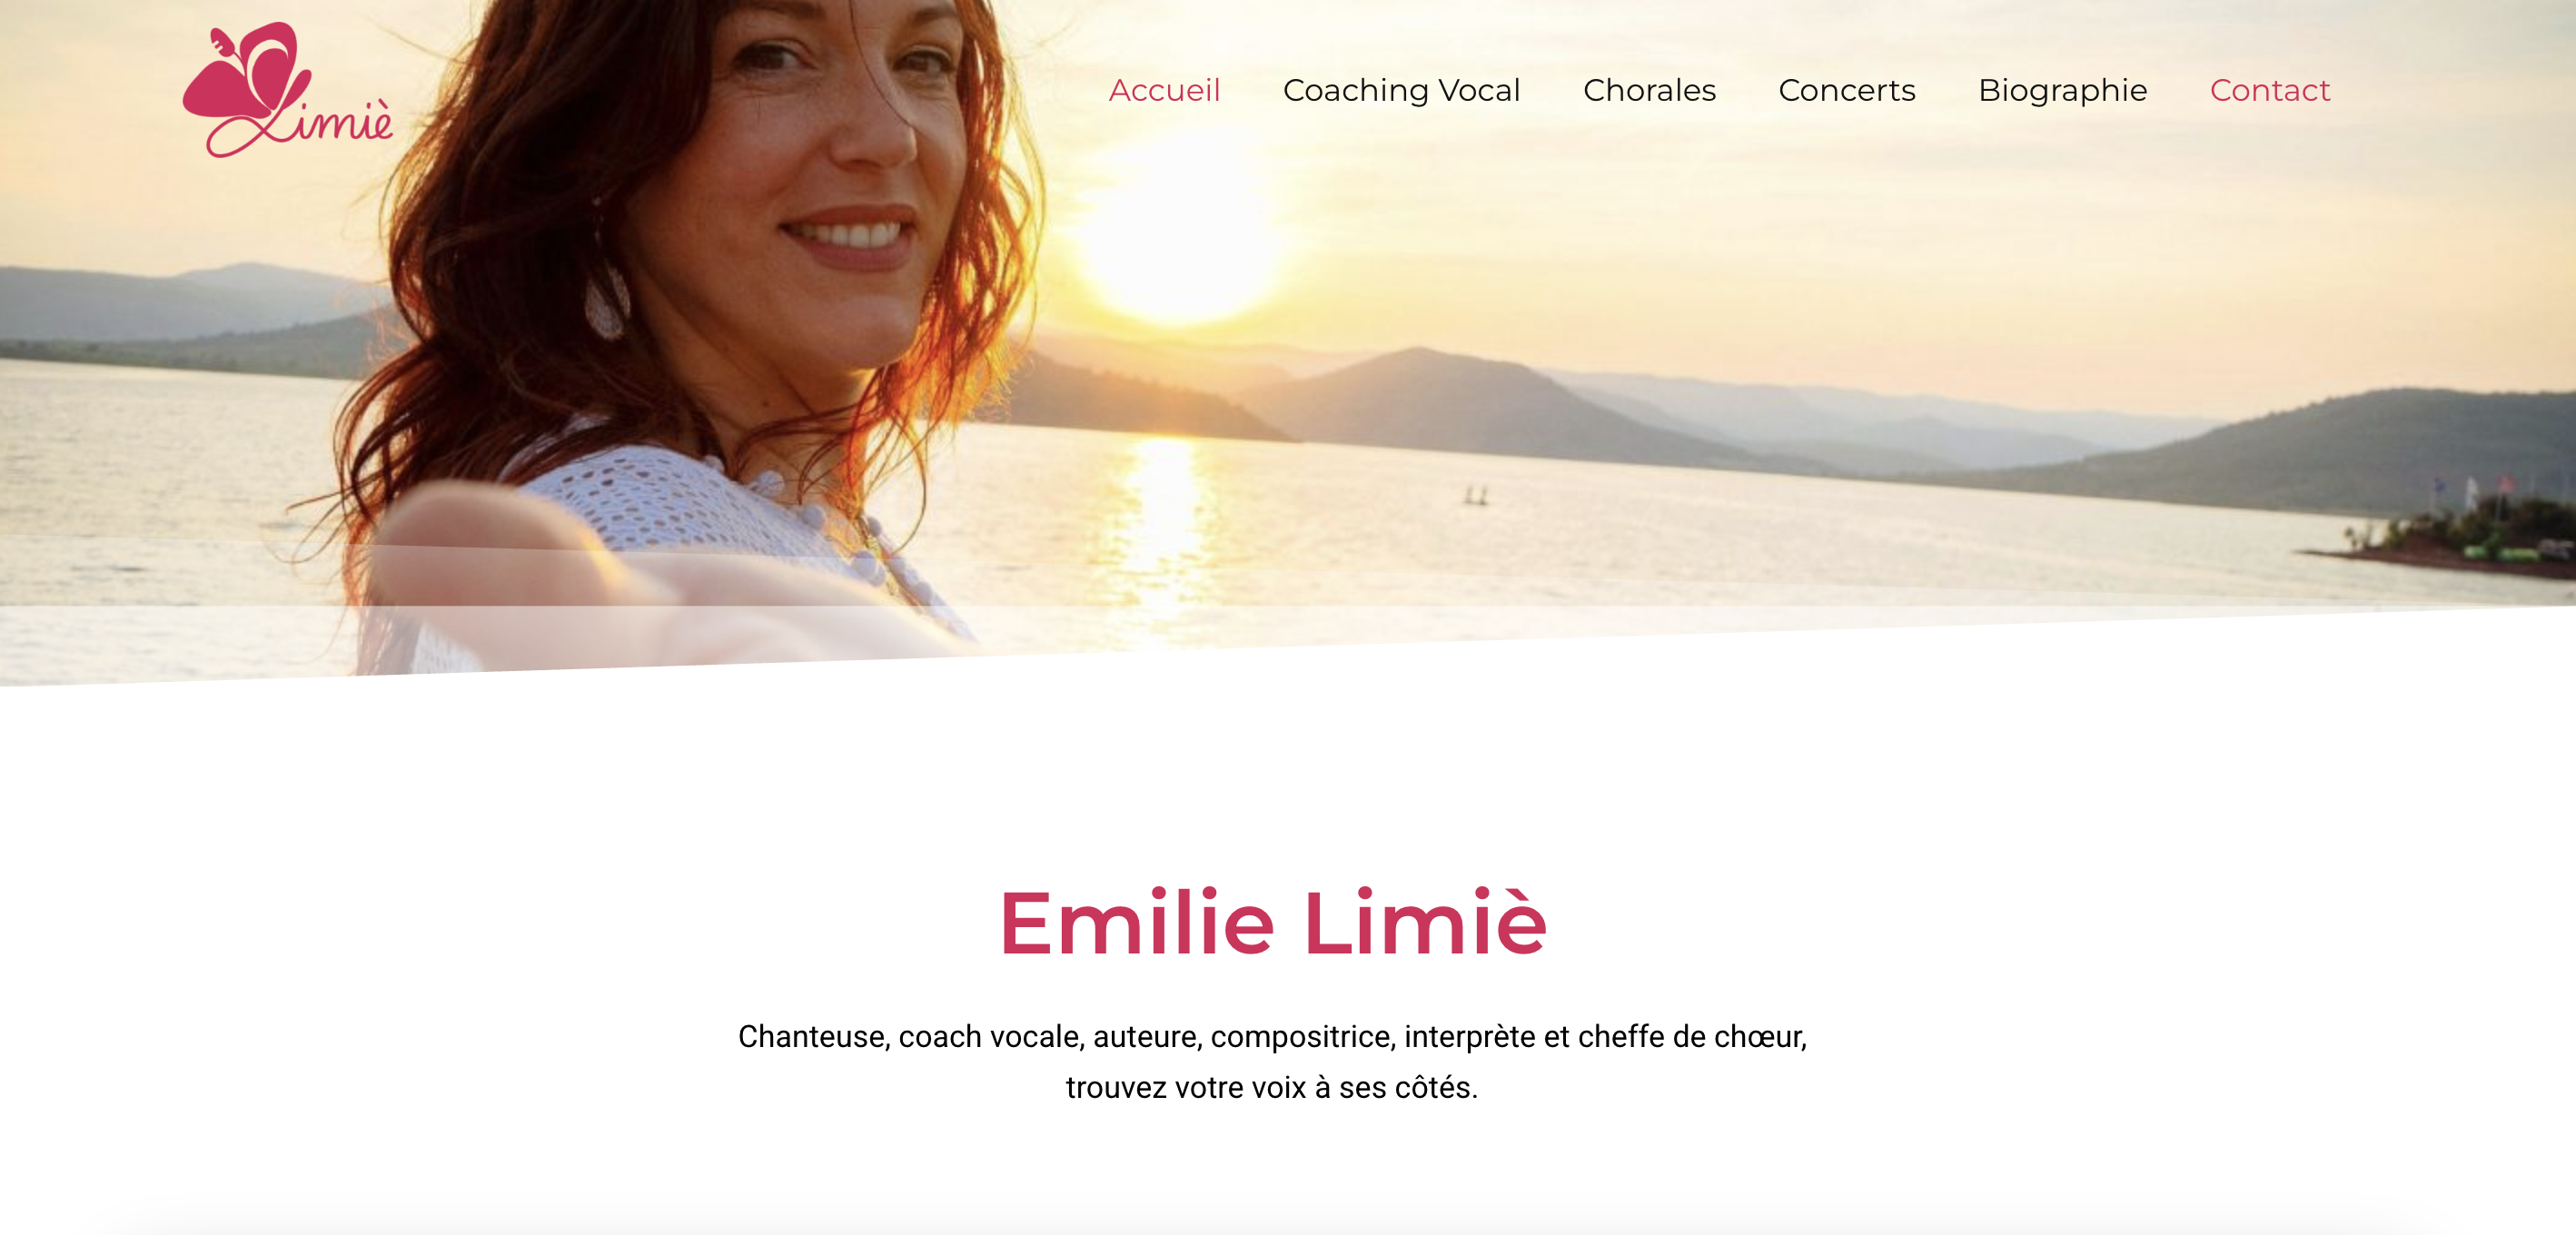 Limiè
Accueil Coaching Vocal Chorales Concerts Biographie Contact
Emilie Limiè
Chanteuse, coach vocale, auteure, compositrice, interprète et cheffe de chœur,
trouvez votre voix à ses côtés.